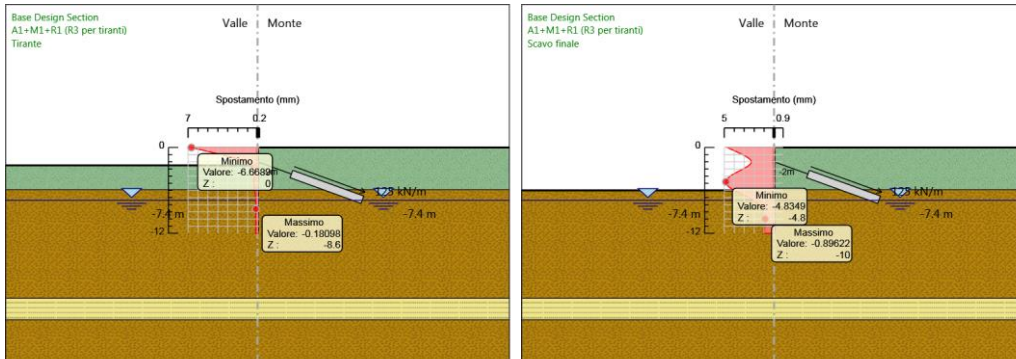 Base Design Section
A1+M1+R1 (R3 per tiranti)
Tirante
Valle
Monte
Spostamento (mm)
7
0.2
0
-12
Minimo
Valore: -6.6689
Z : 0
Massimo
Valore: -0.18098
Z : -8.6
-7.4 m
-7.4 m
kN/m
Base Design Section
A1+M1+R1 (R3 per tiranti)
Scavo finale
Valle
Monte
Spostamento (mm)
5
0.9
0
-12
-2m
Minimo
Valore: -4.8349
Z : -4.8
Massimo
Valore: -0.89622
Z : -10
-7.4 m
-7.4 m
kN/m